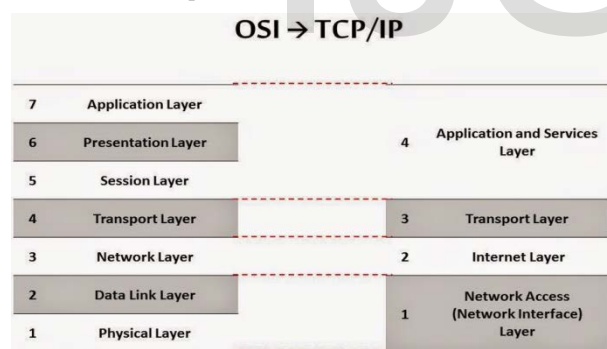 OSI → TCP/IP
7 Application Layer
6 Presentation Layer
5 Session Layer
4 Transport Layer
3 Network Layer
2 Data Link Layer
1 Physical Layer
4 Application and Services
Layer
3 Transport Layer
2 Internet Layer
1 Network Access
(Network Interface)
Layer